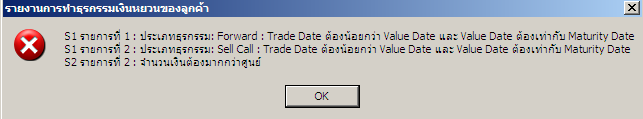 รายงานการทำธุรกรรมเงินหยวนของลูกค้า
S1 รายการที่ 1 : ประเภทธุรกรรม: Forward : Trade Date ต้องน้อยกว่า Value Date และ Value Date ต้องเท่ากับ Maturity Date
S1 รายการที่ 2 : ประเภทธุรกรรม: Sell Call : Trade Date ต้องน้อยกว่า Value Date และ Value Date ต้องเท่ากับ Maturity Date
S2 รายการที่ 2 : จำนวนเงินต้องมากกว่าศูนย์
OK